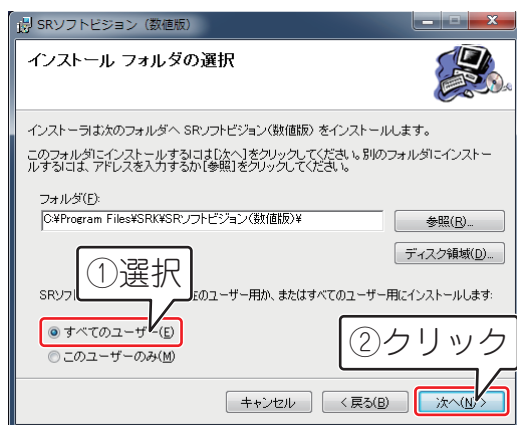 SRソフトビジョン（数値版）
インストール フォルダの選択
インストーラは次のフォルダへ SRソフトビジョン(数値版) をインストールします。
このフォルダにインストールするには[次へ]をクリックしてください。別のフォルダにインストー
ルするには、アドレスを入力するか[参照]をクリックしてください。
フォルダ(F):
C:¥Program Files¥SRK¥SRソフトビジョン(数値版)¥
参照(R)...
ディスク領域(D)...
①選択
SRソフ
在のユーザー用か、またはすべてのユーザー用にインストールします:
すべてのユーザー(E)
このユーザーのみ(M)
②クリック
キャンセル
< 戻る(B)
次へ(N) >